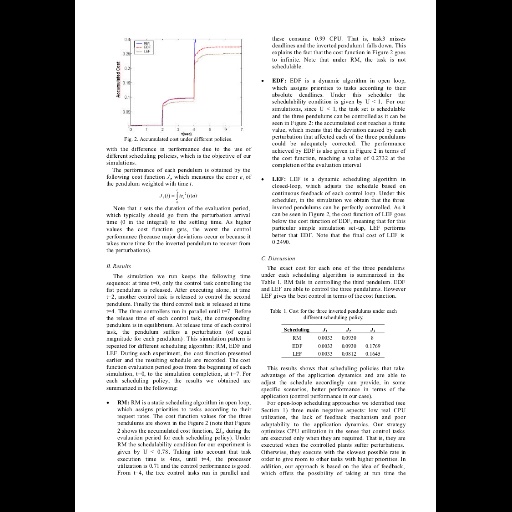 RM
EDF
LEF
Accumulated Cost
Fig. 2. Accumulated cost under different policies
with the difference in performance due to the use of
different scheduling policies, which is the objective of our
simulations.
The performance of each pendulum is obtained by the
following cost function J, which measures the error e, of
the pendulum weighted with time t.
Note that t sets the duration of the evaluation period,
which typically should go from the perturbation arrival
time (0 in the integral) to the settling time. As higher
values the cost function gets, the worst the control
performance (because major deviations occur or because it
takes more time for the inverted pendulum to recover from
the perturbations).
B. Results
The simulation we run keeps the following time
sequence: at time t=0, only the control task controlling the
fist pendulum is released. After executing alone, at time
t=2, another control task is released to control the second
pendulum. Finally the third control task is released at time
t=4. The three controllers run in parallel until t=7. Before
the release time of each control task, the corresponding
pendulum is in equilibrium. At release time of each control
task, the pendulum suffers a perturbation (of equal
magnitude for each pendulum). This simulation pattern is
repeated for different scheduling algorithm: RM, EDF and
LEF. During each experiment, the cost function presented
earlier and the resulting schedule are recorded. The cost
function evaluation period goes from the beginning of each
simulation, t=0, to the simulation completion, at t=7. For
each scheduling policy, the results we obtained are
summarized in the following:
• RM: RM is a static scheduling algorithm in open loop,
which assigns priorities to tasks according to their
request rates. The cost function values for the three
pendulums are shown in the Figure 2 (note that Figure
2 shows the accumulated cost function, ΣJ, during the
evaluation period for each scheduling policy). Under
RM the schedulability condition for our experiment is
given by U < 0.78. Taking into account that task
execution time is 4ms, until t=4, the processor
utilization is 0.71 and the control performance is good.
From t=4, the tree control tasks run in parallel and
these consume 0.99 CPU. That is, task3 misses
deadlines and the inverted pendulum1 falls down. This
explains the fact that the cost function in Figure 2 goes
to infinite. Note that under RM, the task is not
schedulable.
• EDF: EDF is a dynamic algorithm in open loop,
which assigns priorities to tasks according to their
absolute deadlines. Under this scheduler the
schedulability condition is given by U < 1. For our
simulations, since U < 1, the task set is schedulable
and the three pendulums can be controlled as it can be
seen in Figure 2: the accumulated cost reaches a finite
value, which means that the deviation caused by each
perturbation that affected each of the three pendulums
could be adequately corrected. The performance
achieved by EDF is also given in Figure 2 in terms of
the cost function, reaching a value of 0.2732 at the
completion of the evaluation interval.
• LEF: LEF is a dynamic scheduling algorithm in
closed-loop, which adjusts the schedule based on
continuous feedback of each control loop. Under this
scheduler, in the simulation we obtain that the three
inverted pendulums can be perfectly controlled. As it
can be seen in Figure 2, the cost function of LEF goes
below the cost function of EDF, meaning that for this
particular simple simulation set-up, LEF performs
better that EDF. Note that the final cost of LEF is
0.2490.
C. Discussion
The exact cost for each one of the three pendulums
under each scheduling algorithm is summarized in the
Table 1. RM fails in controlling the third pendulum. EDF
and LEF are able to control the three pendulums. However
LEF gives the best control in terms of the cost function.
Table 1. Cost for the three inverted pendulums under each
different scheduling policy.
Scheduling J₁ J₂ J₃
RM 0.0033 0.0930 8
EDF 0.0033 0.0930 0.1769
LEF 0.0033 0.0812 0.1645
This results shows that scheduling policies that take
advantage of the application dynamics and are able to
adjust the schedule accordingly can provide, in some
specific scenarios, better performance in terms of the
application (control performance in our case).
For open-loop scheduling approaches we identified (see
Section 1) three main negative aspects: low real CPU
utilization, the lack of feedback mechanism and poor
adaptability to the application dynamics. Our strategy
optimizes CPU utilization in the sense that control tasks
are executed only when they are required. That is, they are
executed when the controlled plants suffer perturbations.
Otherwise, they execute with the slowest possible rate in
order to give room to other tasks with higher priorities. In
addition, our approach is based on the idea of feedback,
which offers the possibility of taking at run time the